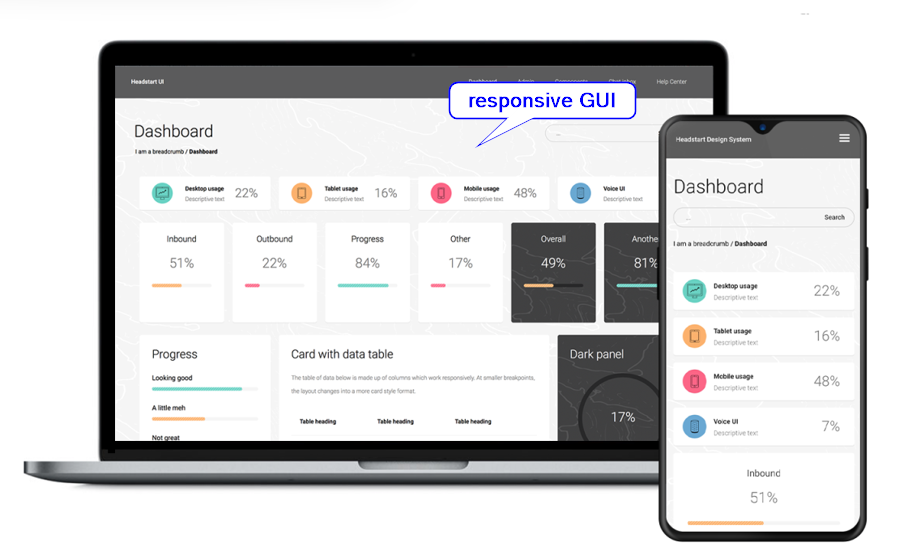 Headstart UI
Dashboard Admin Components Chat Inbox Help Center
responsive GUI
Dashboard
I am a breadcrumb / Dashboard
Desktop usage
Descriptive text
22%
Tablet usage
Descriptive text
16%
Mobile usage
Descriptive text
48%
Voice UI
Descriptive text
Inbound
51%
Outbound
22%
Progress
84%
Other
17%
Overall
49%
Anothe
81%
Progress
Looking good
A little meh
Not great
Card with data table
The table of data below is made up of columns which work responsively. At smaller breakpoints,
the layout changes into a more card style format.
Table heading Table heading Table heading
Dark panel
17%
Headstart Design System
Dashboard
... Search
I am a breadcrumb / Dashboard
Desktop usage
Descriptive text
22%
Tablet usage
Descriptive text
16%
Mobile usage
Descriptive text
48%
Voice UI
Descriptive text
7%
Inbound
51%